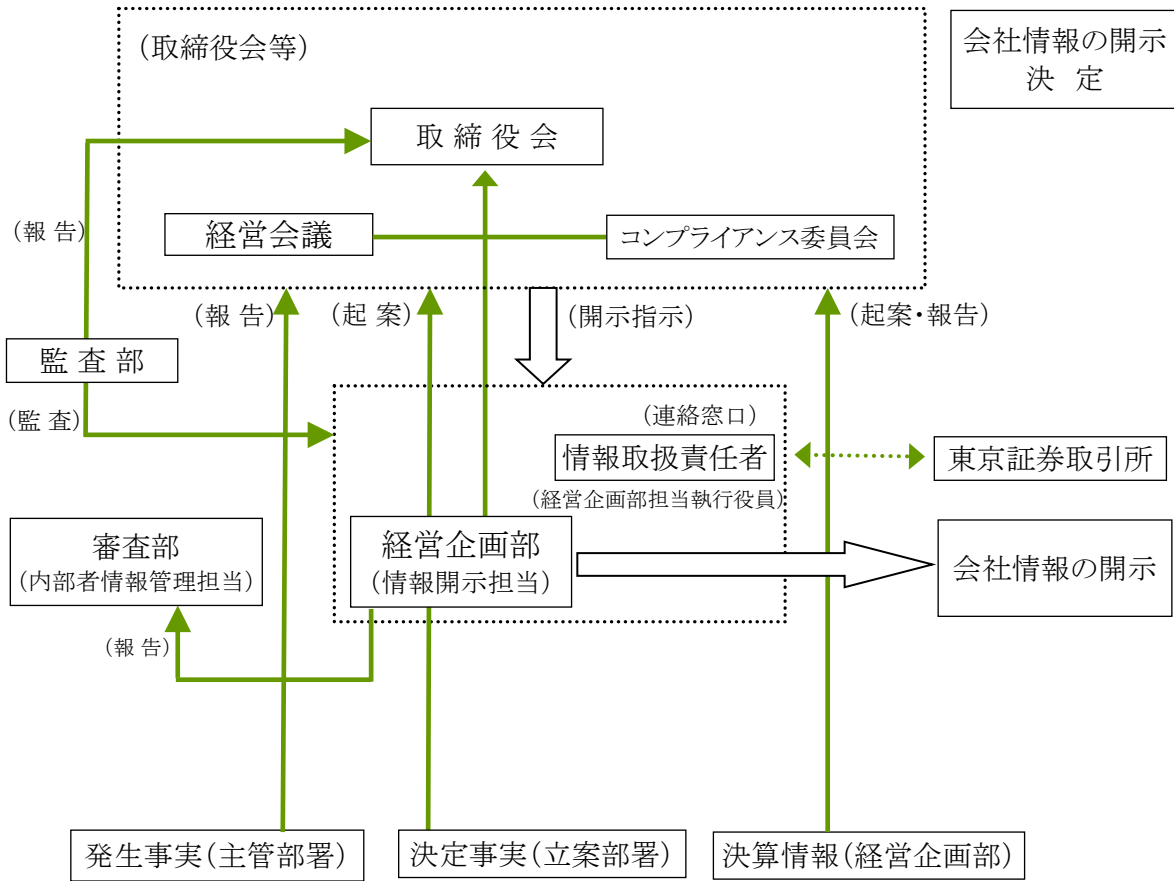 (取締役会等)
会社情報の開示
決 定
取 締 役 会
(報 告)
経営会議
コンプライアンス委員会
(報 告)
(起 案)
(開示指示)
(起案・報告)
監 査 部
(監 査)
(連絡窓口)
情報取扱責任者
東京証券取引所
(経営企画部担当執行役員)
審査部
(内部者情報管理担当)
経営企画部
(情報開示担当)
会社情報の開示
(報 告)
発生事実(主管部署)
決定事実(立案部署)
決算情報(経営企画部)